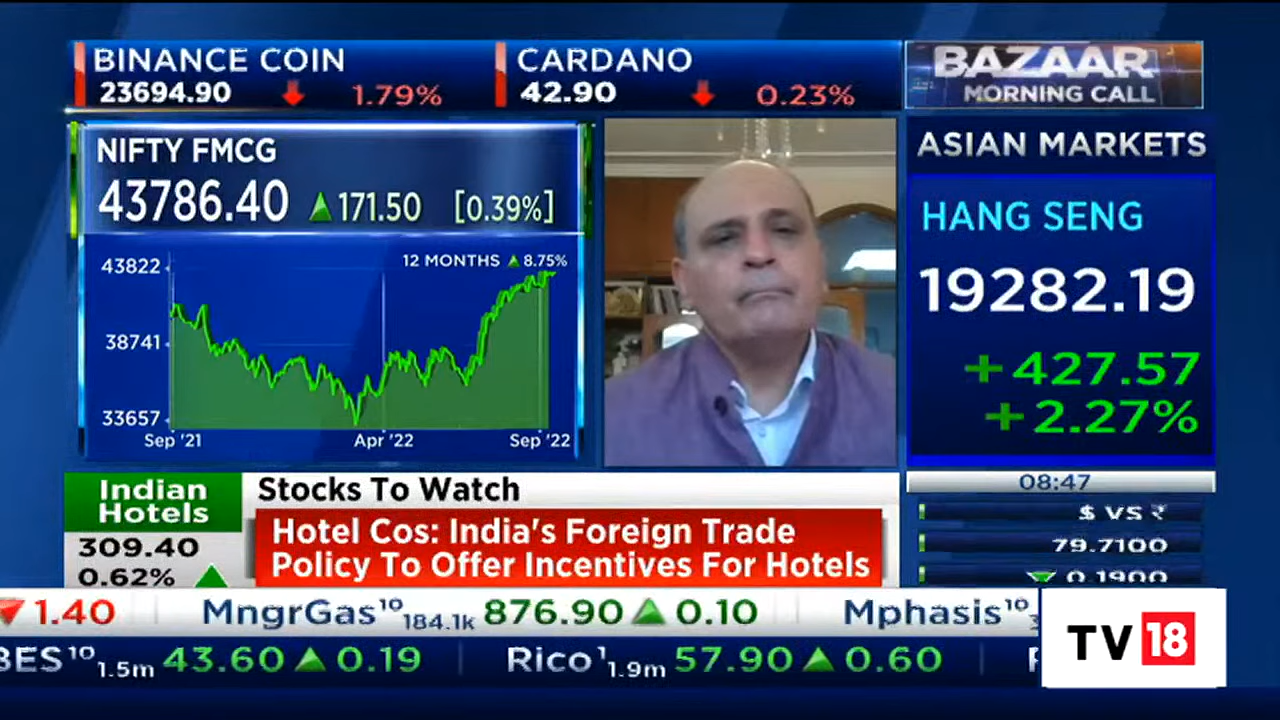 BINANCE COIN
23694.90 1.79%
CARDANO
42.90 0.23%
BAZAAR
MORNING CALL
NIFTY FMCG
43786.40 171.50 [0.39%]
12 MONTHS 8.75%
43822
38741
33657
Sep '21 Apr '22 Sep '22
ASIAN MARKETS
HANG SENG
19282.19
+427.57
+2.27%
08:47
$ VS ₹
79.7100
0.1900
Indian
Hotels
309.40
0.62%
Stocks To Watch
Hotel Cos: India's Foreign Trade
Policy To Offer Incentives For Hotels
1.40 MngrGas¹⁰ 184.1k 876.90 0.10 Mphasis¹⁰
BES¹⁰ 1.5m 43.60 0.19 Rico¹ 1.9m 57.90 0.60
TV18